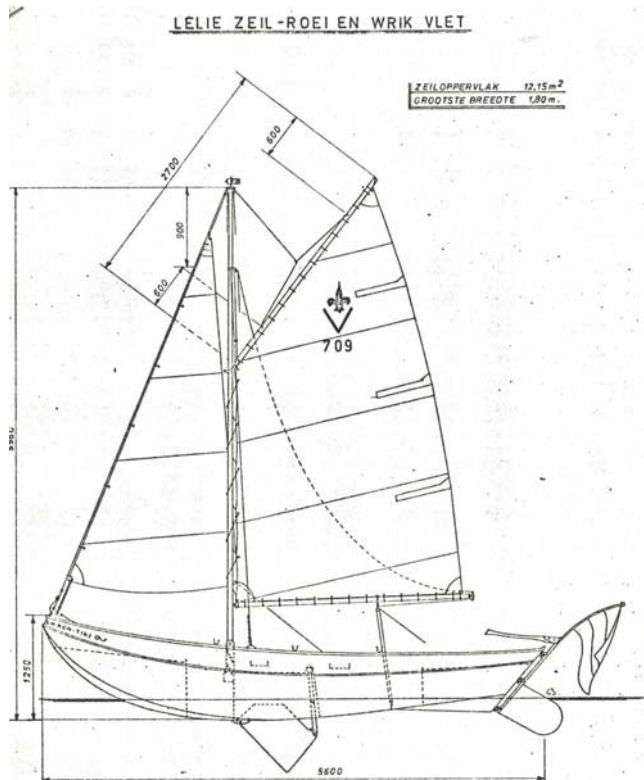 LELIE ZEIL-ROEI EN WRIK VLET
ZEILOPPERVLAK 12,15 m²
GROOTSTE BREEDTE 1,80 m.
600
2700
900
600
709
1250
5600